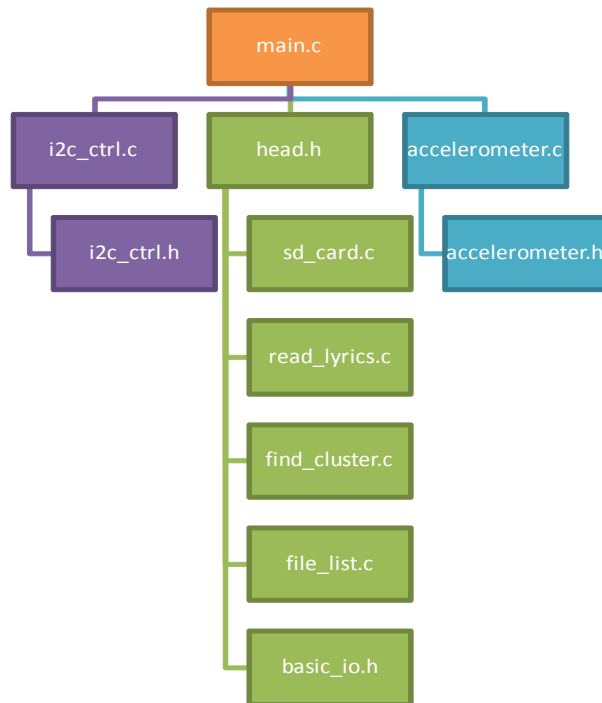 main.c
i2c_ctrl.c
head.h
accelerometer.c
i2c_ctrl.h
sd_card.c
accelerometer.h
read_lyrics.c
find_cluster.c
file_list.c
basic_io.h